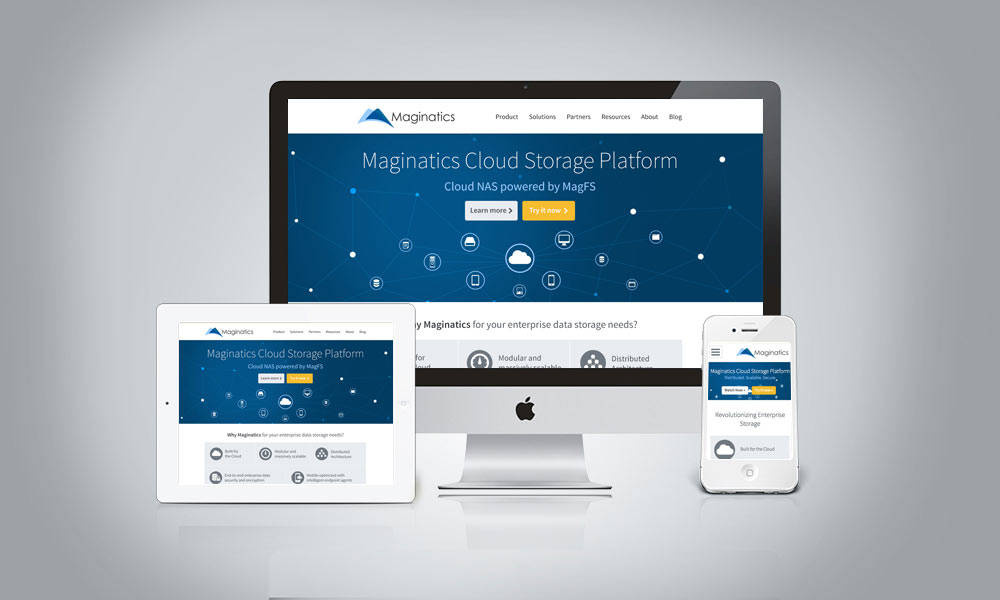 Maginatics
Product Solutions Partners Resources About Blog
Maginatics Cloud Storage Platform
Cloud NAS powered by MagFS
Learn more
Try it now
Maginatics for your enterprise data storage needs?
for
Modular and
massively scalable
Distributed
Architecture
Maginatics
Product Solutions Partners Resources About Blog
Maginatics Cloud Storage Platform
Cloud NAS powered by MagFS
Learn more
Try it now
Why Maginatics for your enterprise data storage needs?
Built for
the Cloud
Modular and
massively scalable
Distributed
Architecture
End-to-end enterprise data
security and encryption
Mobile-optimized with
intelligent endpoint agents
Maginatics
Maginatics Cloud Storage Platform
Distributed. Scalable. Secure.
Watch Now
Revolutionizing Enterprise
Storage
Built for the Cloud